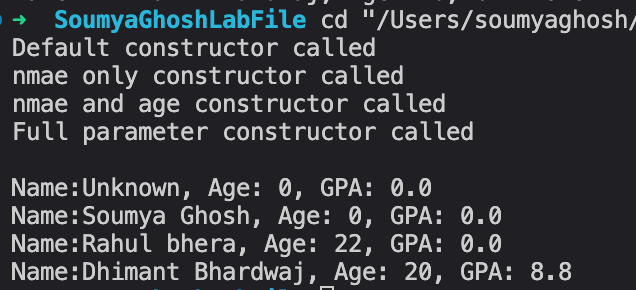 → SoumyaGhoshLabFile cd "/Users/soumyaghosh/
Default constructor called
nmae only constructor called
nmae and age constructor called
Full parameter constructor called
Name:Unknown, Age: 0, GPA: 0.0
Name:Soumya Ghosh, Age: 0, GPA: 0.0
Name:Rahul bhera, Age: 22, GPA: 0.0
Name:Dhimant Bhardwaj, Age: 20, GPA: 8.8